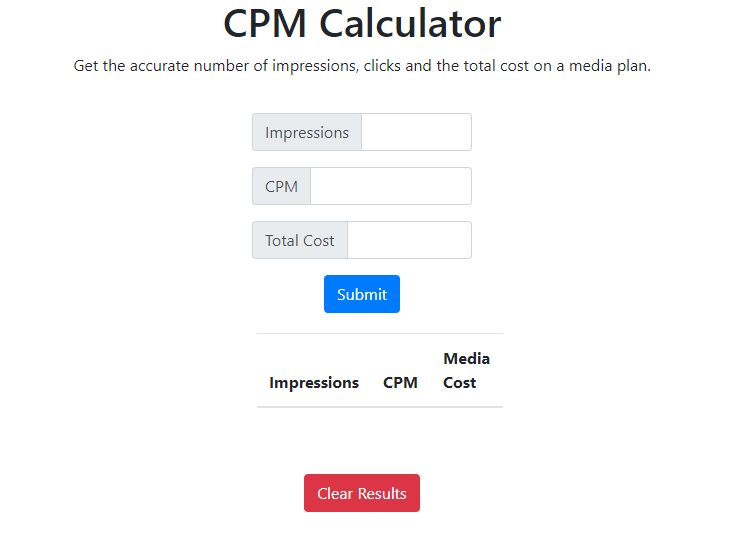 CPM Calculator
Get the accurate number of impressions, clicks and the total cost on a media plan.
Impressions
CPM
Total Cost
Submit
Impressions CPM Media Cost
Clear Results